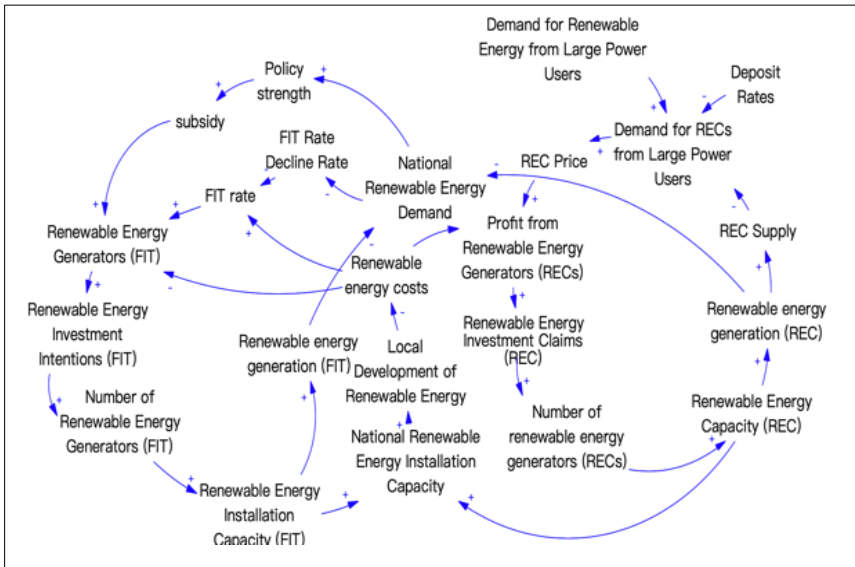 Demand for Renewable
Energy from Large Power
Users
Deposit
Rates
Policy
strength
subsidy
FIT Rate
Decline Rate
National
Renewable Energy
Demand
REC Price
Demand for RECs
from Large Power
Users
FIT rate
Renewable Energy
Generators (FIT)
Profit from
Renewable Energy
Generators (RECs)
REC Supply
Renewable
energy costs
Renewable Energy
Investment
Intentions (FIT)
Renewable energy
generation (FIT)
Local
Development of
Renewable Energy
Renewable Energy
Investment Claims
(REC)
Renewable energy
generation (REC)
Number of
Renewable Energy
Generators (FIT)
National Renewable
Energy Installation
Capacity
Number of
renewable energy
generators (RECs)
Renewable Energy
Capacity (REC)
Renewable Energy
Installation
Capacity (FIT)